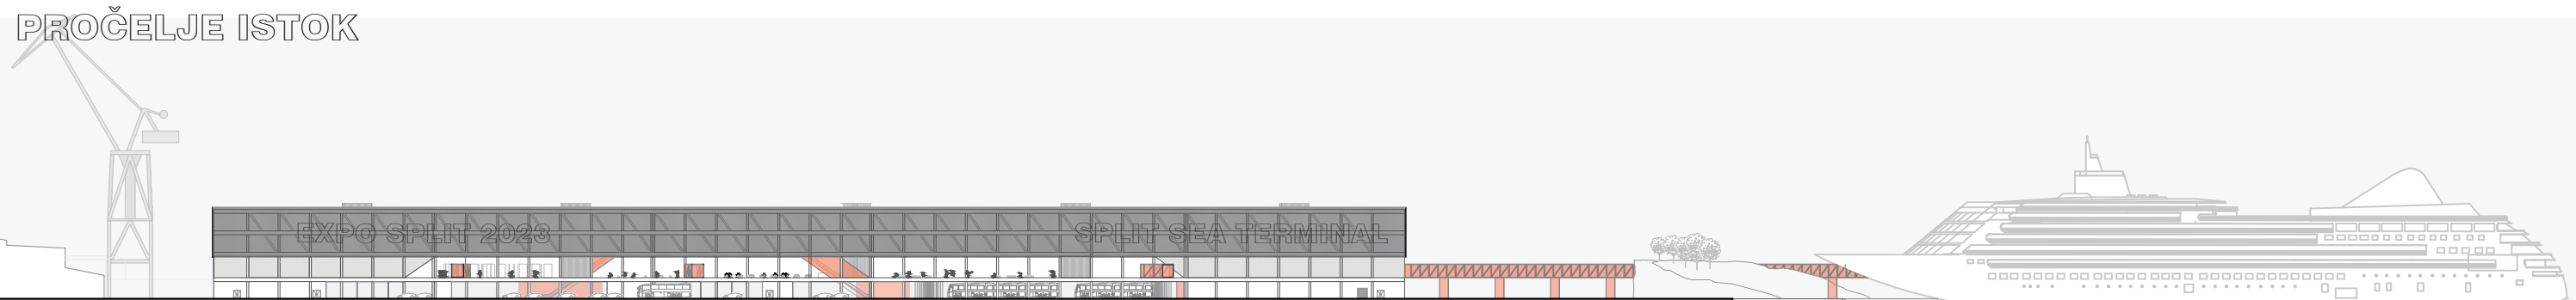 PROČELJE ISTOK
EXPO SPLIT 2023
SPLIT SEA TERMINAL